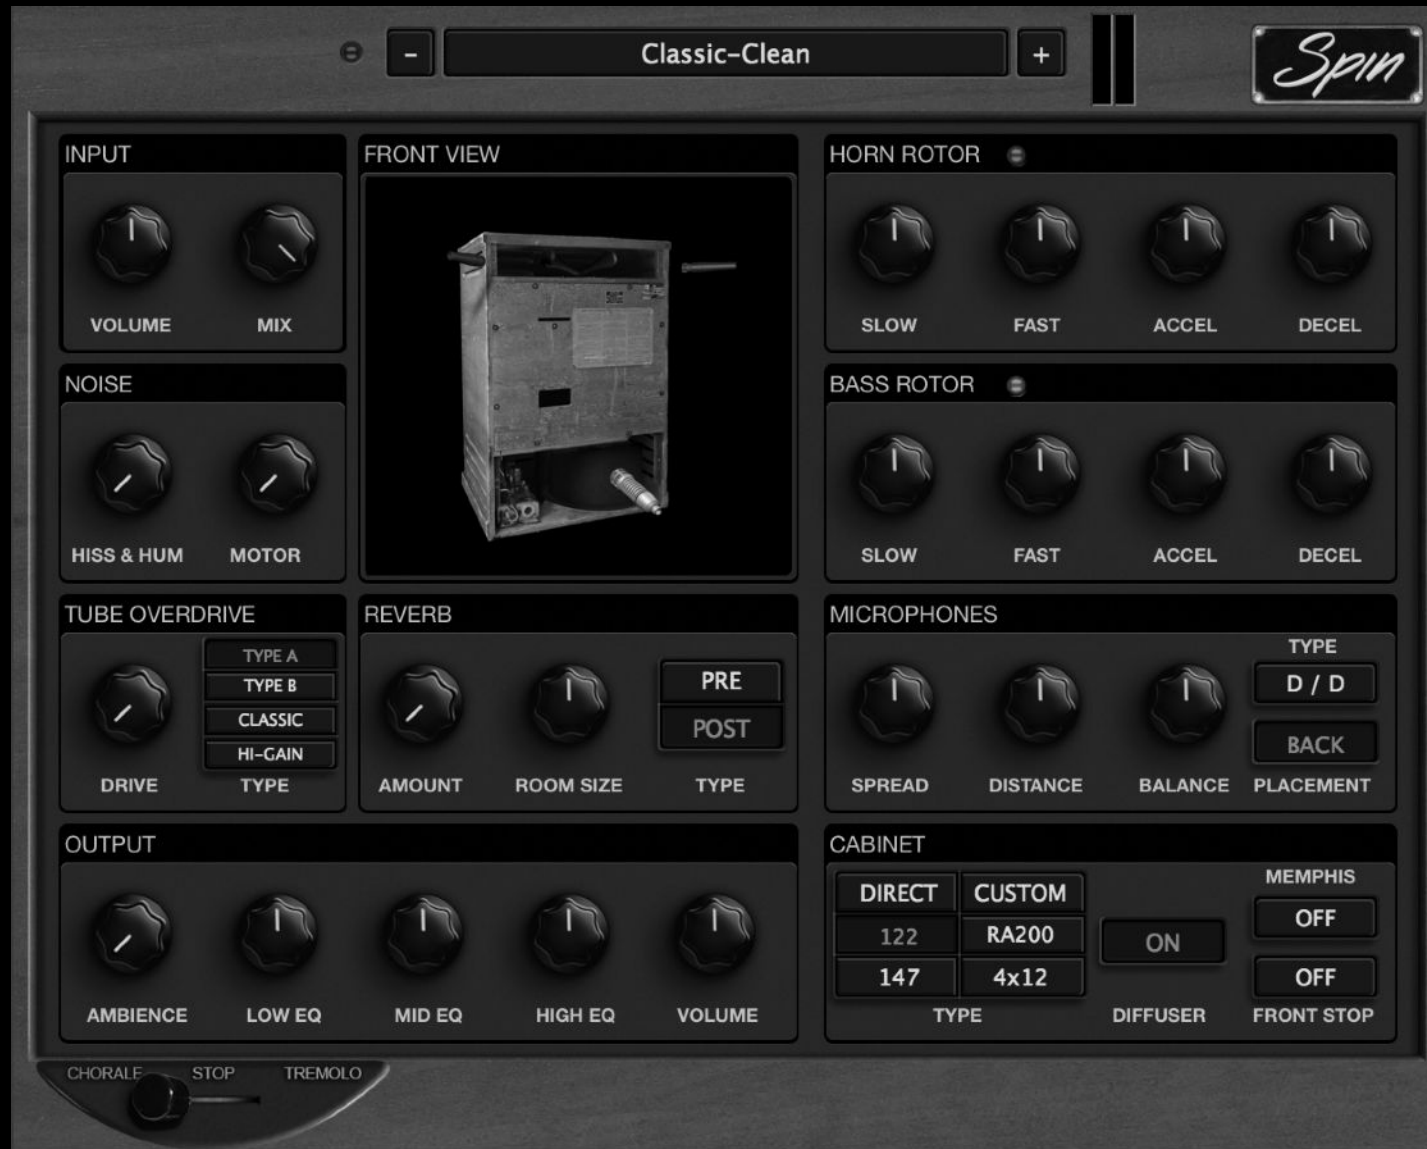 - Classic-Clean +
Spin
INPUT
VOLUME MIX
FRONT VIEW
HORN ROTOR
SLOW FAST ACCEL DECEL
NOISE
HISS & HUM MOTOR
BASS ROTOR
SLOW FAST ACCEL DECEL
TUBE OVERDRIVE
TYPE A
TYPE B
CLASSIC
HI-GAIN
DRIVE TYPE
REVERB
PRE
POST
AMOUNT ROOM SIZE TYPE
MICROPHONES
TYPE
D / D
BACK
SPREAD DISTANCE BALANCE PLACEMENT
OUTPUT
AMBIENCE LOW EQ MID EQ HIGH EQ VOLUME
CABINET
MEMPHIS
DIRECT CUSTOM
OFF
122 RA200
ON
147 4x12
OFF
TYPE DIFFUSER FRONT STOP
CHORALE STOP TREMOLO